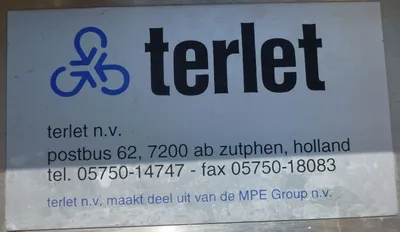 terlet
terlet n.v.
postbus 62, 7200 ab zutphen, holland
tel. 05750-14747 - fax 05750-18083
terlet n.v. maakt deel uit van de MPE Group n.v.